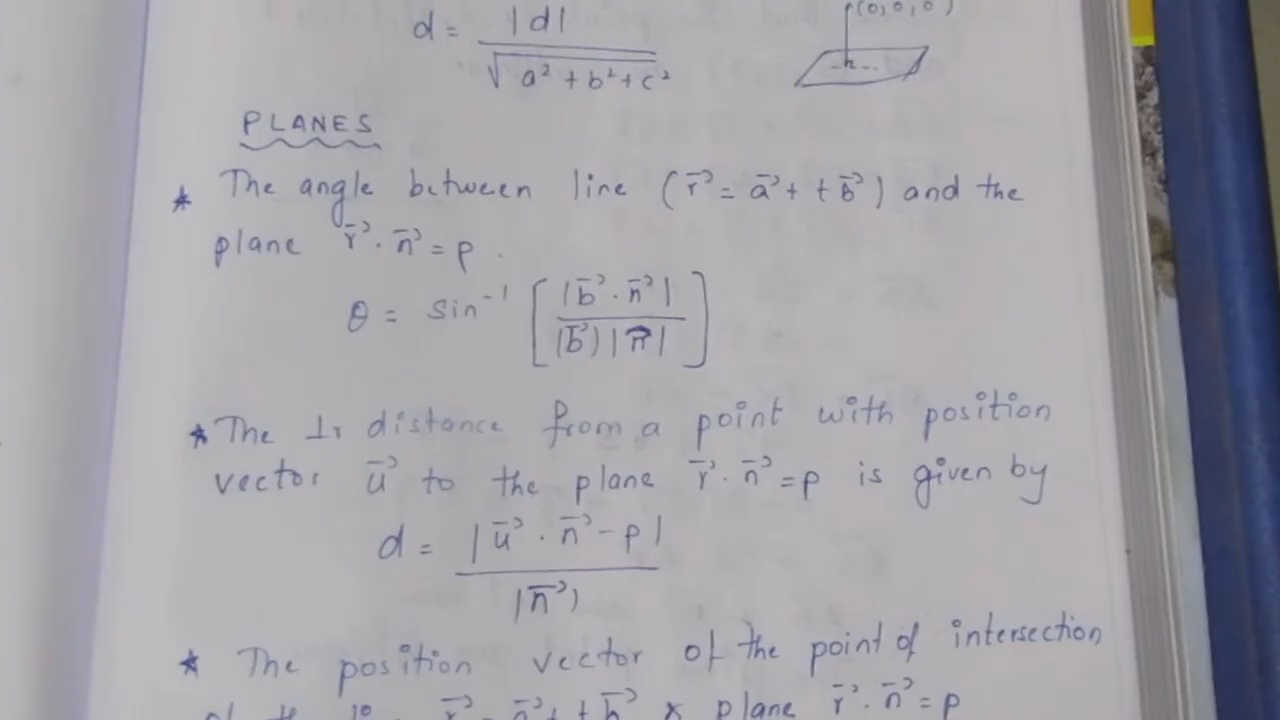 d = |d| / √a² + b² + c²
(0,0,0)
PLANES
* The angle between line (r⃗ = a⃗ + t b⃗) and the
plane r⃗ . n⃗ = p .
θ = sin⁻¹ [ |b⃗ . n⃗| / |b⃗| |n⃗| ]
* The ⊥r distance from a point with position
vector u⃗ to the plane r⃗ . n⃗ = p is given by
d = |u⃗ . n⃗ - p| / |n⃗|
* The position vector of the point of intersection
plane r⃗ . n⃗ = p